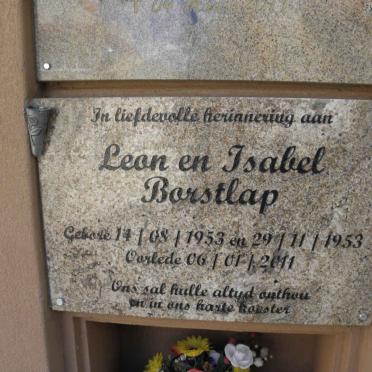 In liefdevolle herinnering aan
Leon en Isabel
Borstlap
Gebore 14 / 08 / 1953 en 29 / 11 / 1953
Oorlede 06 / 01 / 2011
Ons sal hulle altyd onthou
en in ons harte koester